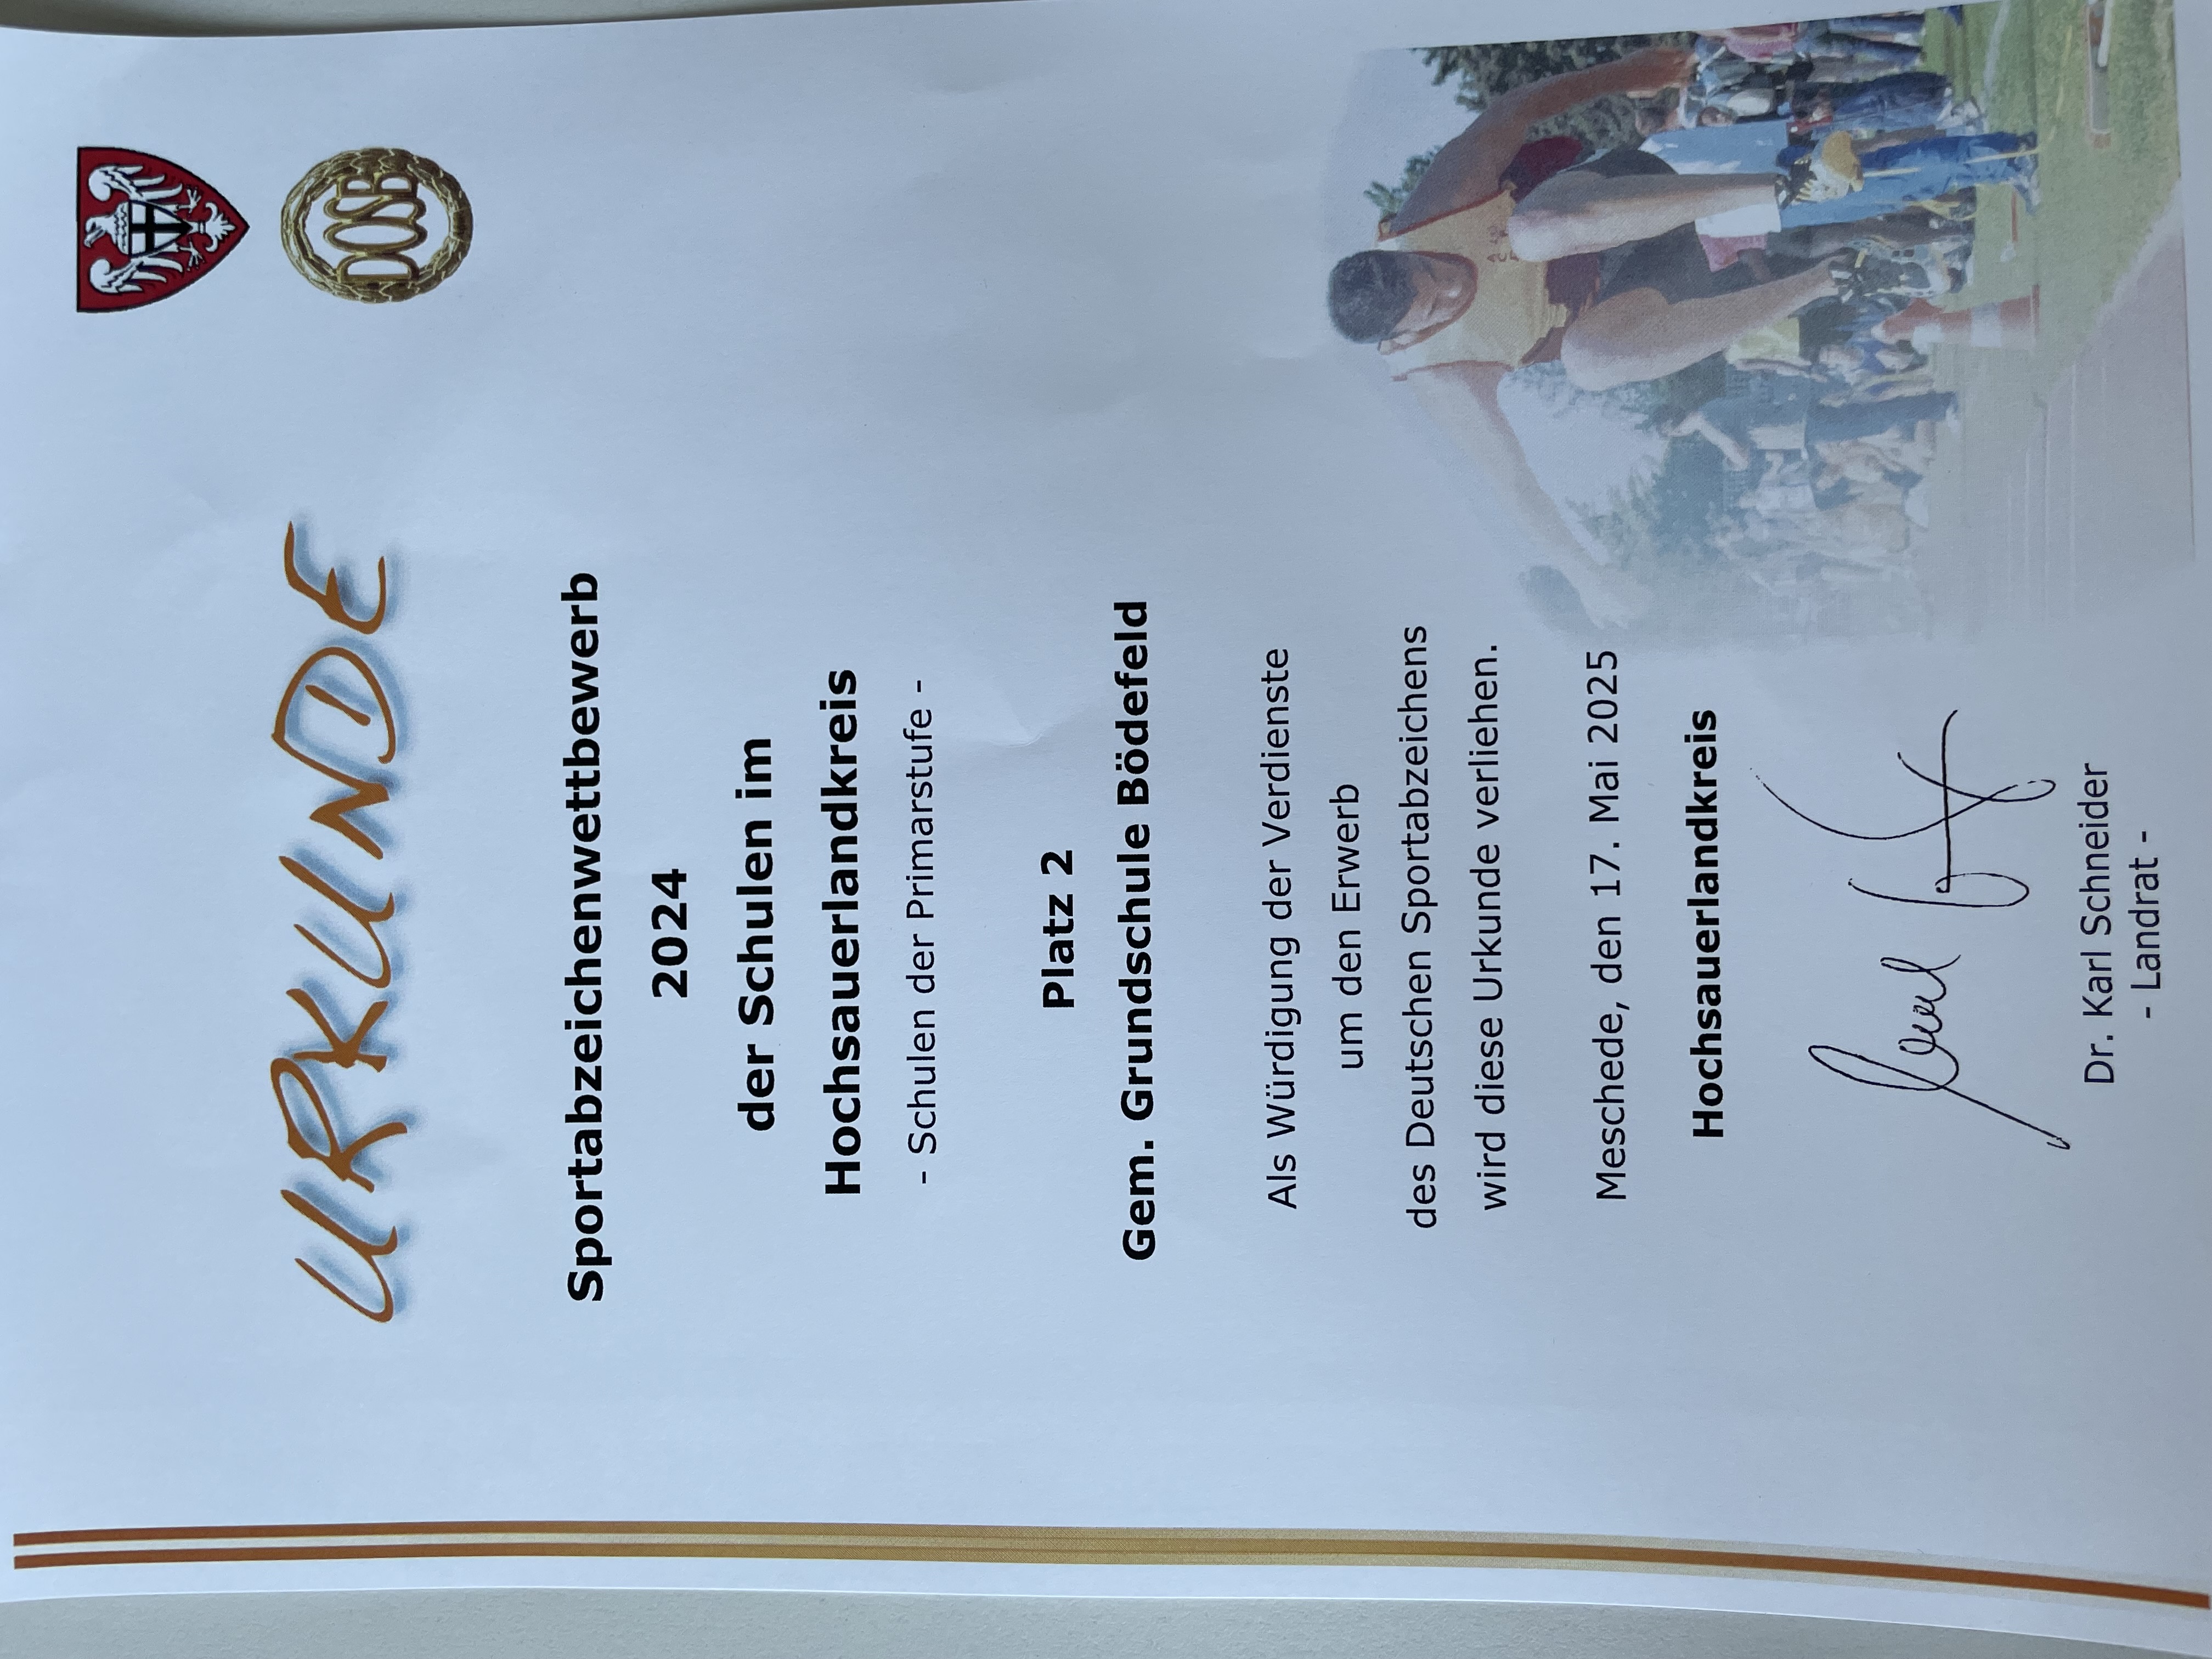 DOSB
URKUNDE
Sportabzeichenwettbewerb
2024
der Schulen im
Hochsauerlandkreis
- Schulen der Primarstufe -
Platz 2
Gem. Grundschule Bödefeld
Als Würdigung der Verdienste
um den Erwerb
des Deutschen Sportabzeichens
wird diese Urkunde verliehen.
Meschede, den 17. Mai 2025
Hochsauerlandkreis
Dr. Karl Schneider
- Landrat -